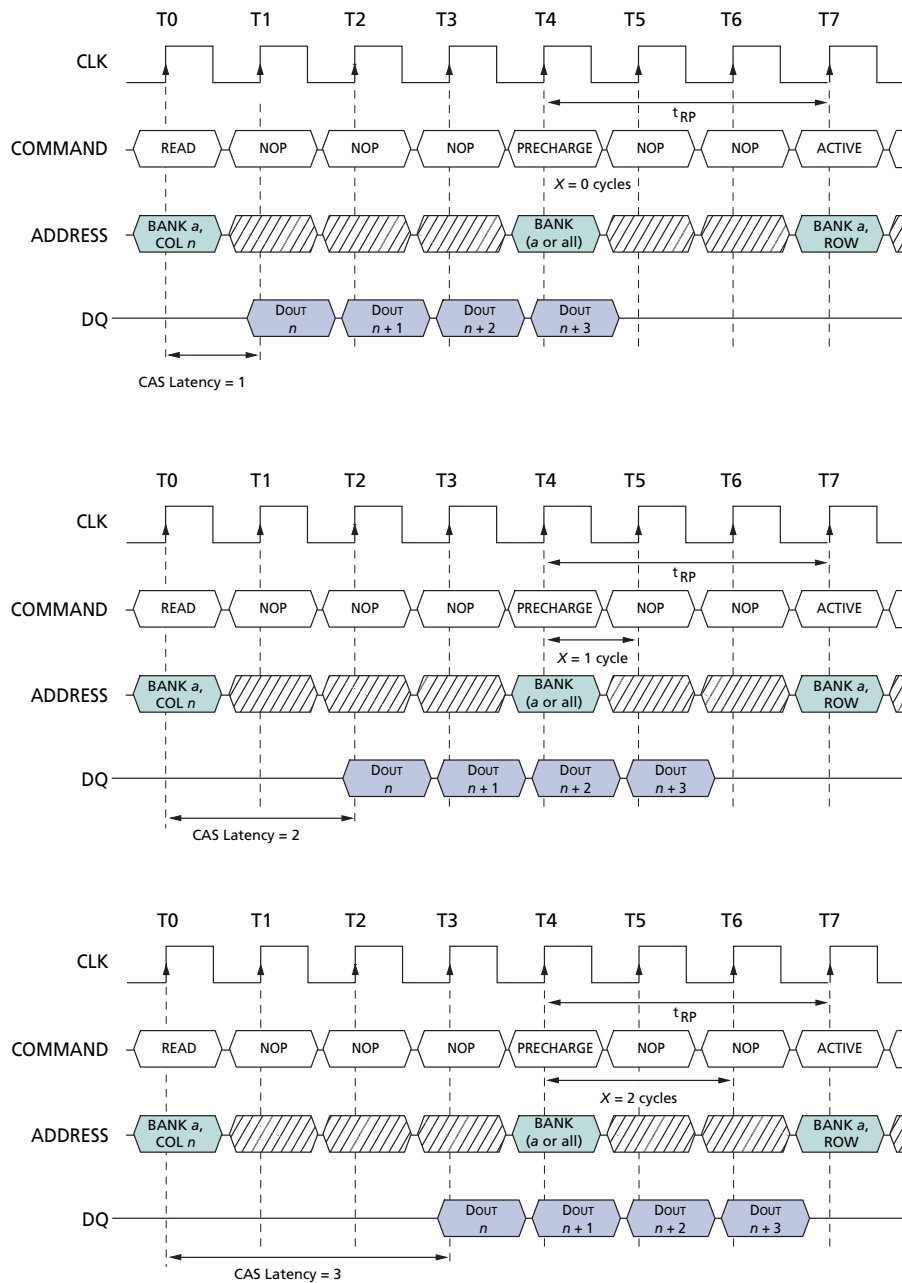 T0 T1 T2 T3 T4 T5 T6 T7
CLK
tRP
COMMAND READ NOP NOP NOP PRECHARGE NOP NOP ACTIVE
X = 0 cycles
ADDRESS BANK a, COL n BANK (a or all) BANK a, ROW
DQ DOUT n DOUT n + 1 DOUT n + 2 DOUT n + 3
CAS Latency = 1
T0 T1 T2 T3 T4 T5 T6 T7
CLK
tRP
COMMAND READ NOP NOP NOP PRECHARGE NOP NOP ACTIVE
X = 1 cycle
ADDRESS BANK a, COL n BANK (a or all) BANK a, ROW
DQ DOUT n DOUT n + 1 DOUT n + 2 DOUT n + 3
CAS Latency = 2
T0 T1 T2 T3 T4 T5 T6 T7
CLK
tRP
COMMAND READ NOP NOP NOP PRECHARGE NOP NOP ACTIVE
X = 2 cycles
ADDRESS BANK a, COL n BANK (a or all) BANK a, ROW
DQ DOUT n DOUT n + 1 DOUT n + 2 DOUT n + 3
CAS Latency = 3